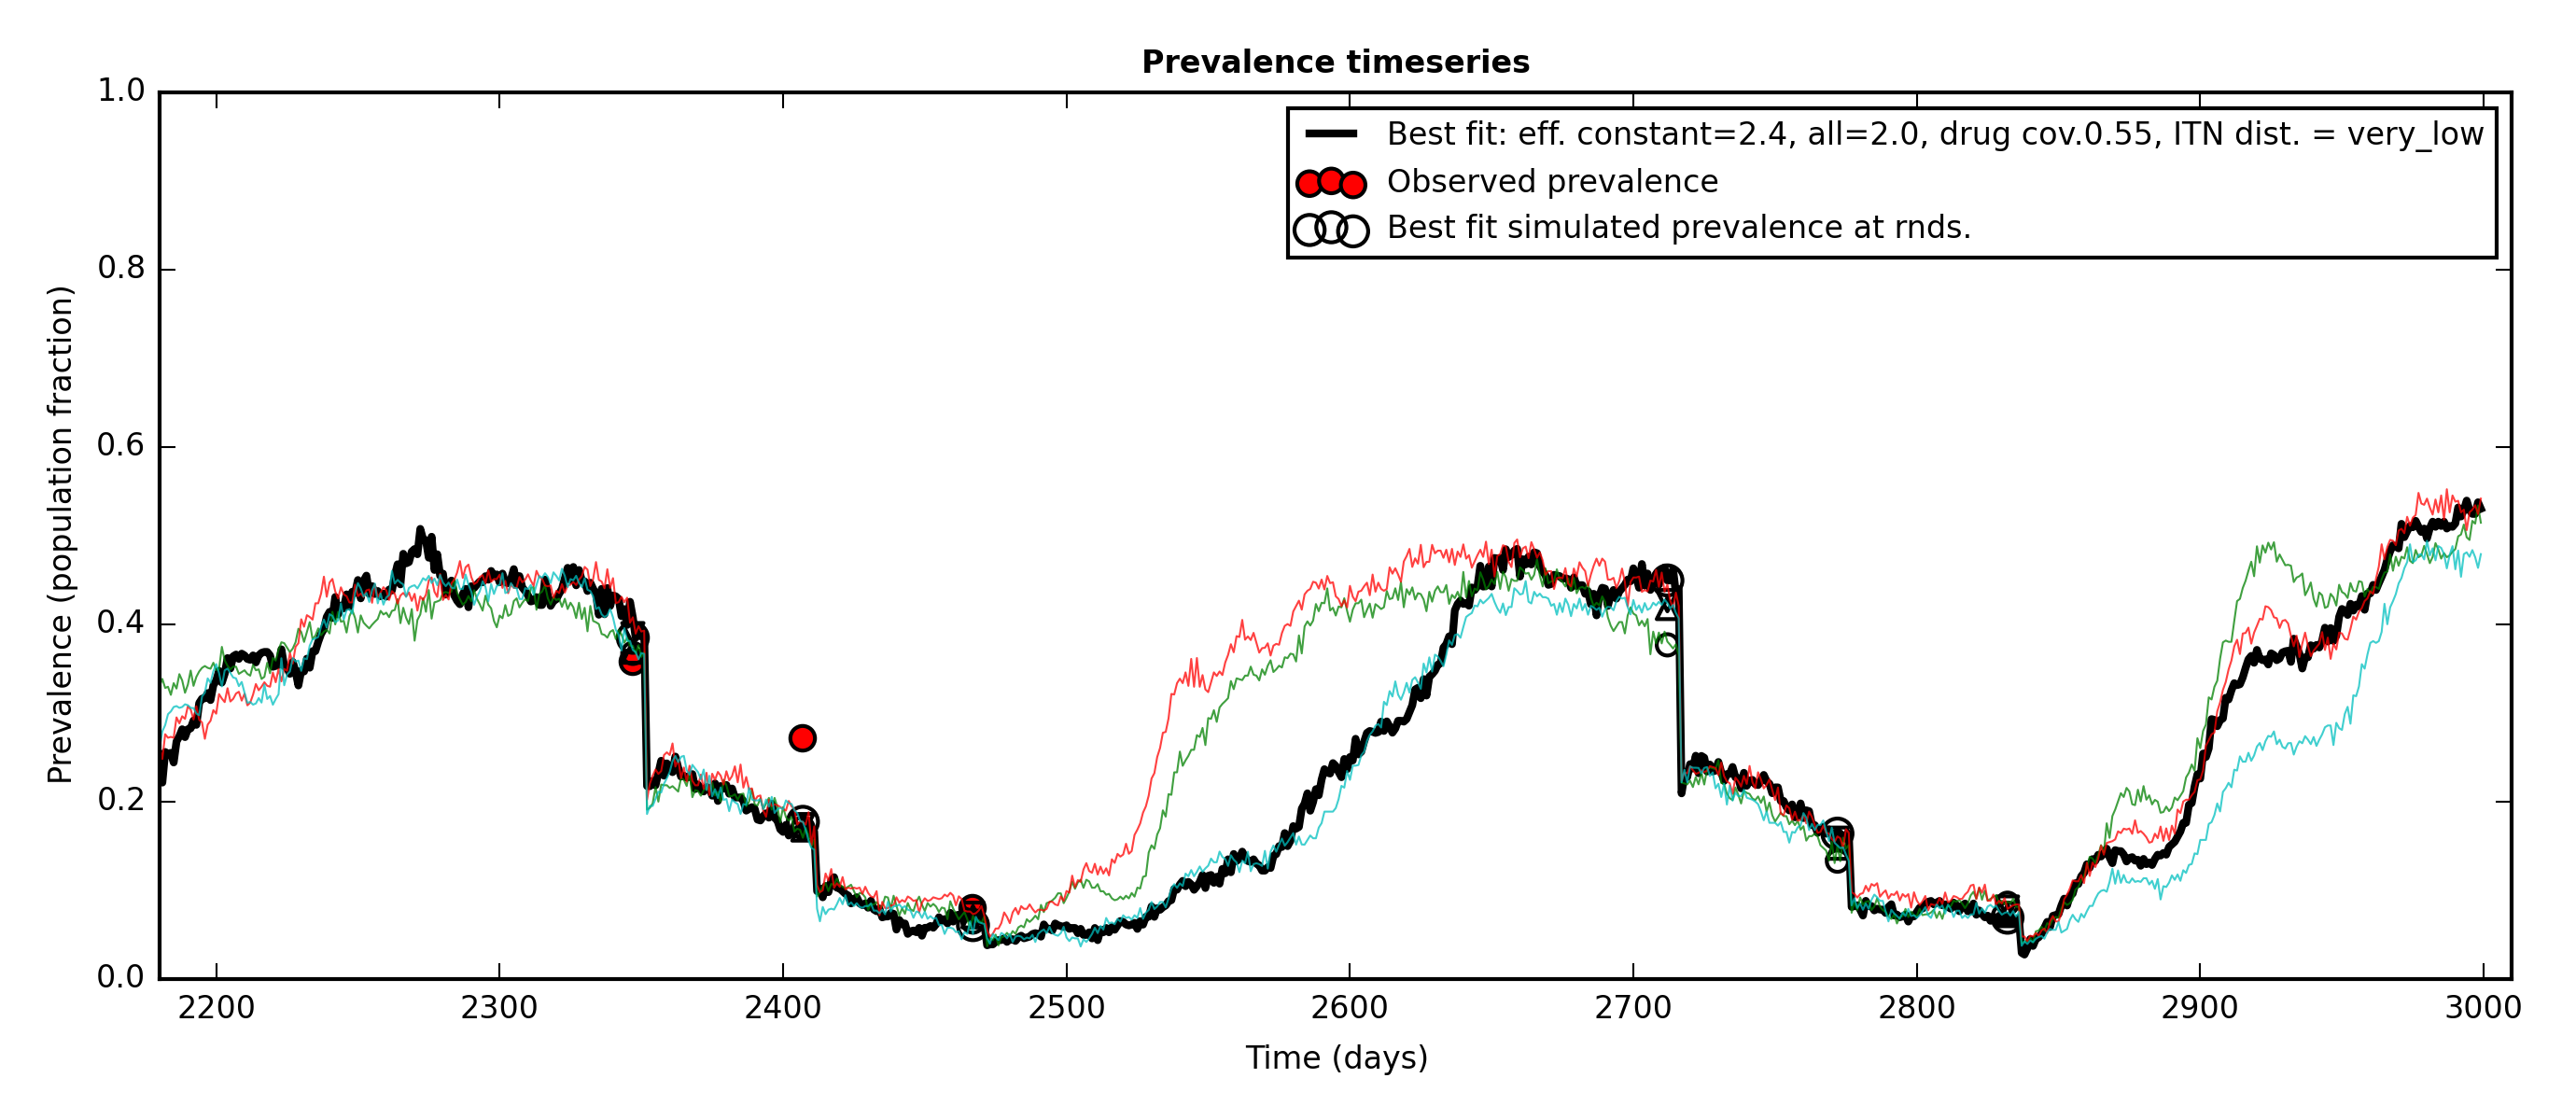 Prevalence timeseries
1.0
0.8
0.6
0.4
0.2
0.0
Prevalence (population fraction)
Best fit: eff. constant=2.4, all=2.0, drug cov.0.55, ITN dist. = very_low
Observed prevalence
Best fit simulated prevalence at rnds.
2200 2300 2400 2500 2600 2700 2800 2900 3000
Time (days)